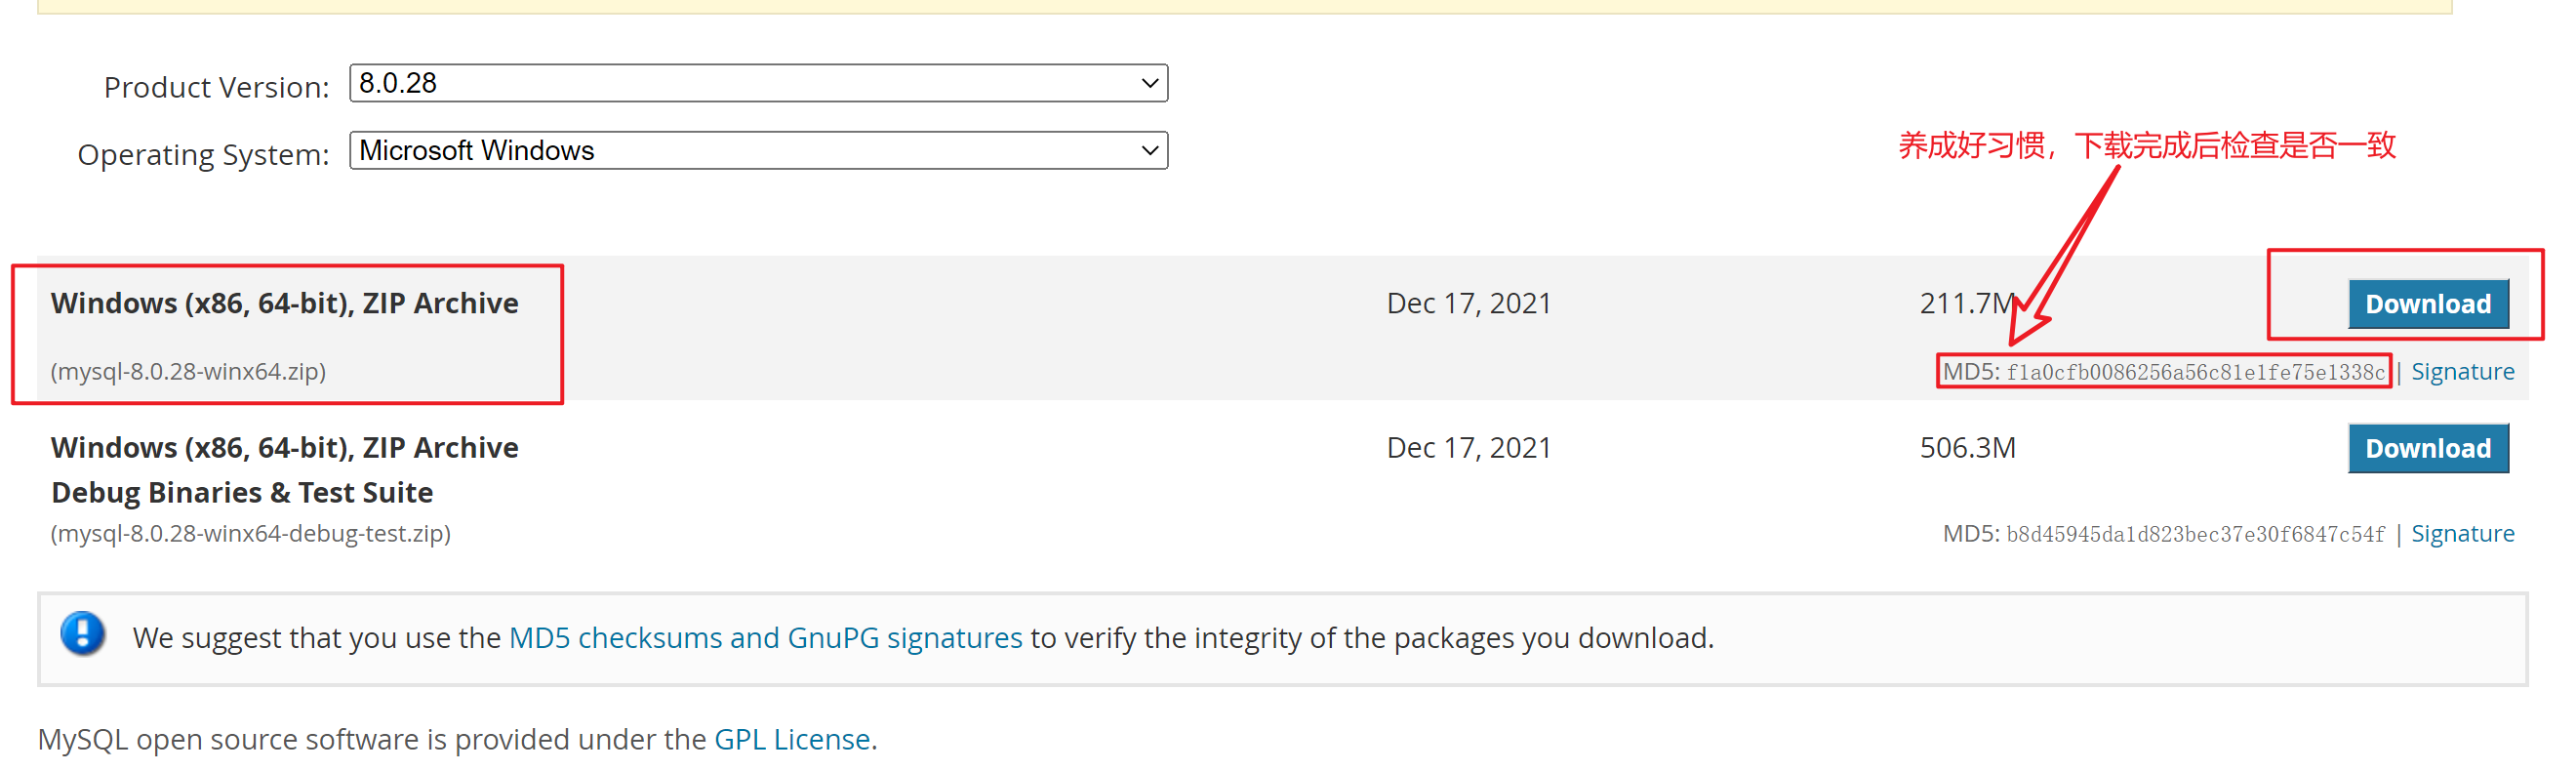 Product Version: 8.0.28
Operating System: Microsoft Windows
养成好习惯，下载完成后检查是否一致
Windows (x86, 64-bit), ZIP Archive Dec 17, 2021 211.7M Download
(mysql-8.0.28-winx64.zip) MD5: f1a0cfb0086256a56c81e1fe75e1338c | Signature
Windows (x86, 64-bit), ZIP Archive Dec 17, 2021 506.3M Download
Debug Binaries & Test Suite
(mysql-8.0.28-winx64-debug-test.zip) MD5: b8d45945da1d823bec37e30f6847c54f | Signature
We suggest that you use the MD5 checksums and GnuPG signatures to verify the integrity of the packages you download.
MySQL open source software is provided under the GPL License.